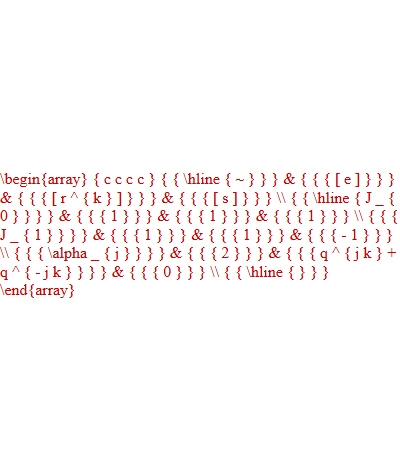 \begin{array} { c c c c } { { \hline { ~ } } } & { { { [ e ] } } }
& { { { [ r ^ { k } ] } } } & { { { [ s ] } } } \\ { { \hline { J _ {
0 } } } } & { { { 1 } } } & { { { 1 } } } & { { { 1 } } } \\ { { {
J _ { 1 } } } } & { { { 1 } } } & { { { 1 } } } & { { { - 1 } } }
\\ { { { \alpha _ { j } } } } & { { { 2 } } } & { { { q ^ { j k } +
q ^ { - j k } } } } & { { { 0 } } } \\ { { \hline { } } }
\end{array}